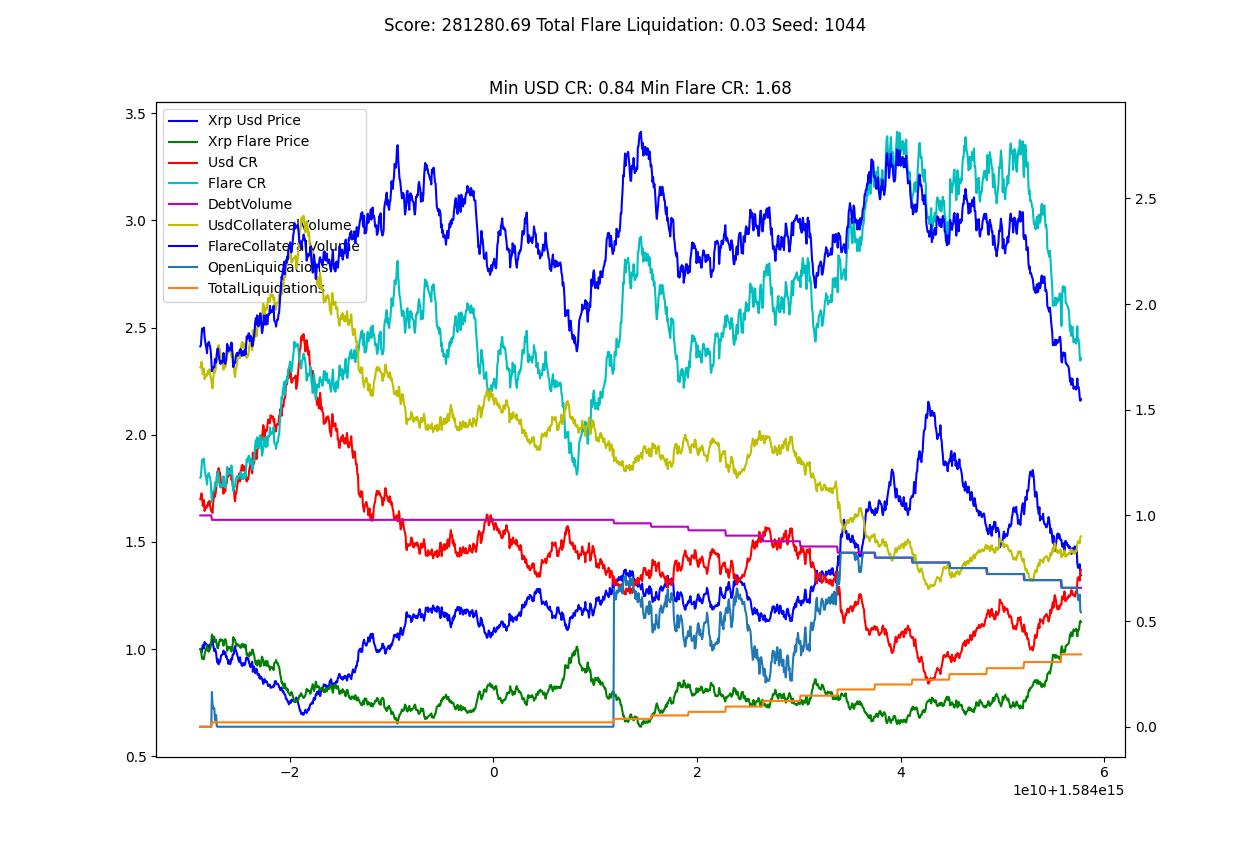 Score: 281280.69 Total Flare Liquidation: 0.03 Seed: 1044
Min USD CR: 0.84 Min Flare CR: 1.68
3.5
3.0
2.5
2.0
1.5
1.0
0.5
Xrp Usd Price
Xrp Flare Price
Usd CR
Flare CR
DebtVolume
UsdCollateralVolume
FlareCollateralVolume
OpenLiquidations
TotalLiquidations
2.5
2.0
1.5
1.0
0.5
0.0
−2 0 2 4 6
1e10+1.584e15